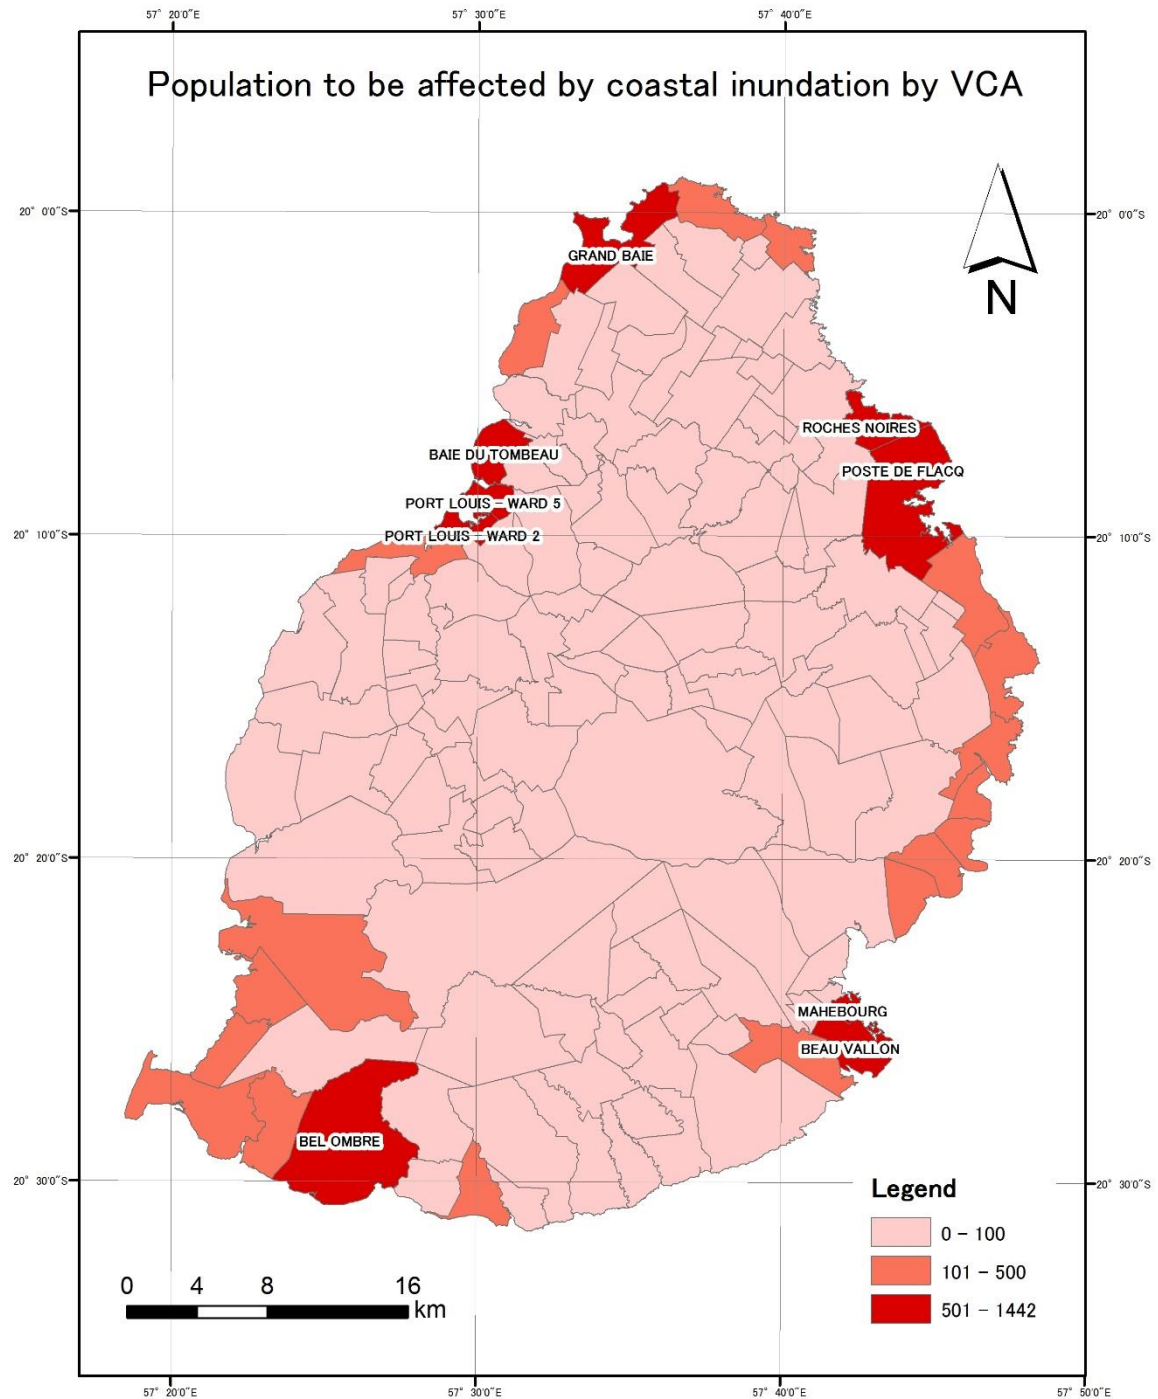 57° 20'0"E 57° 30'0"E 57° 40'0"E
Population to be affected by coastal inundation by VCA
20° 0'0"S 20° 0'0"S
GRAND BAIE
N
ROCHES NOIRES
BAIE DU TOMBEAU
POSTE DE FLACQ
PORT LOUIS - WARD 5
PORT LOUIS - WARD 2
20° 10'0"S 20° 10'0"S
20° 20'0"S 20° 20'0"S
MAHEBOURG
BEAU VALLON
BEL OMBRE
20° 30'0"S 20° 30'0"S
Legend
0 - 100
101 - 500
501 - 1442
0 4 8 16
km
57° 20'0"E 57° 30'0"E 57° 40'0"E 57° 50'0"E